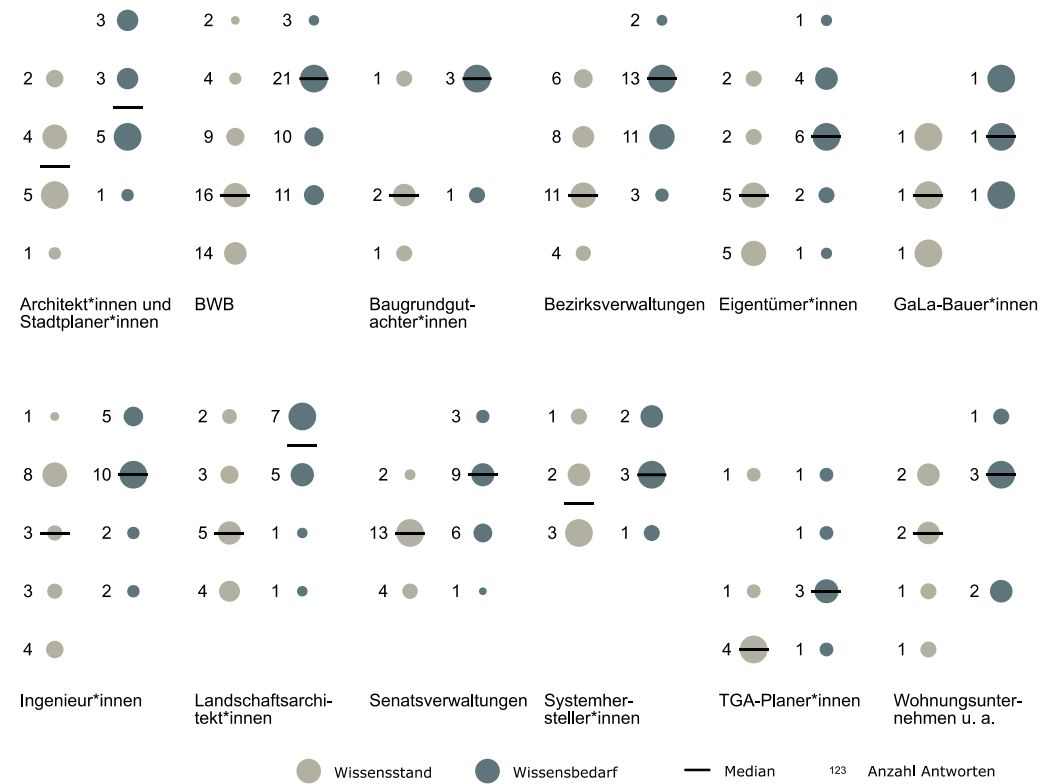 3 2 3 2 1
2 3 4 21 1 3 6 13 2 4 1
4 5 9 10 8 11 2 6 1 1
5 1 16 11 2 1 11 3 5 2 1 1
1 14 1 4 5 1 1
Architekt*innen und BWB Baugrundgut- Bezirksverwaltungen Eigentümer*innen GaLa-Bauer*innen
Stadtplaner*innen achter*innen
1 5 2 7 3 1 2 1
8 10 3 5 2 9 2 3 1 1 2 3
3 2 5 1 13 6 3 1 1 2
3 2 4 1 4 1 1 3 1 2
4 4 1 1
Ingenieur*innen Landschaftsarchi- Senatsverwaltungen Systemher- TGA-Planer*innen Wohnungsunter-
tekt*innen steller*innen nehmen u. a.
Wissensstand Wissensbedarf Median 123 Anzahl Antworten